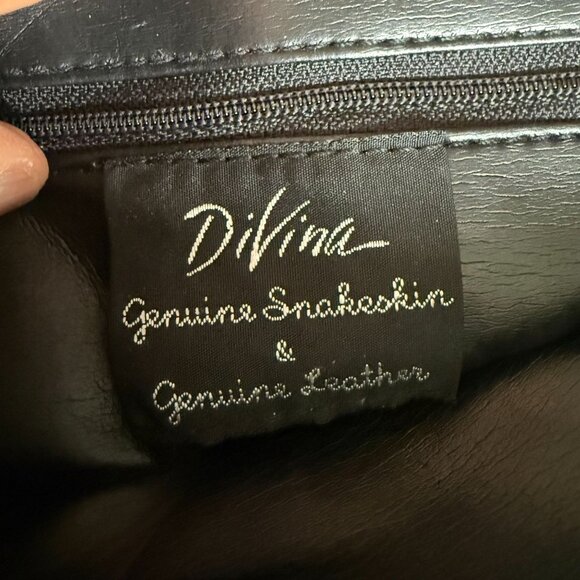 DiVina
Genuine Snakeskin
&
Genuine Leather